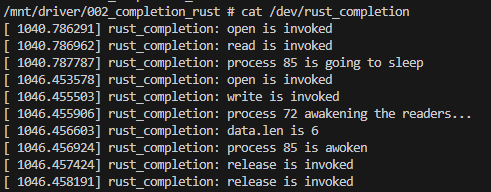 /mnt/driver/002_completion_rust # cat /dev/rust_completion
[ 1040.786291] rust_completion: open is invoked
[ 1040.786962] rust_completion: read is invoked
[ 1040.787787] rust_completion: process 85 is going to sleep
[ 1046.453578] rust_completion: open is invoked
[ 1046.455503] rust_completion: write is invoked
[ 1046.455906] rust_completion: process 72 awakening the readers...
[ 1046.456603] rust_completion: data.len is 6
[ 1046.456924] rust_completion: process 85 is awoken
[ 1046.457424] rust_completion: release is invoked
[ 1046.458191] rust_completion: release is invoked